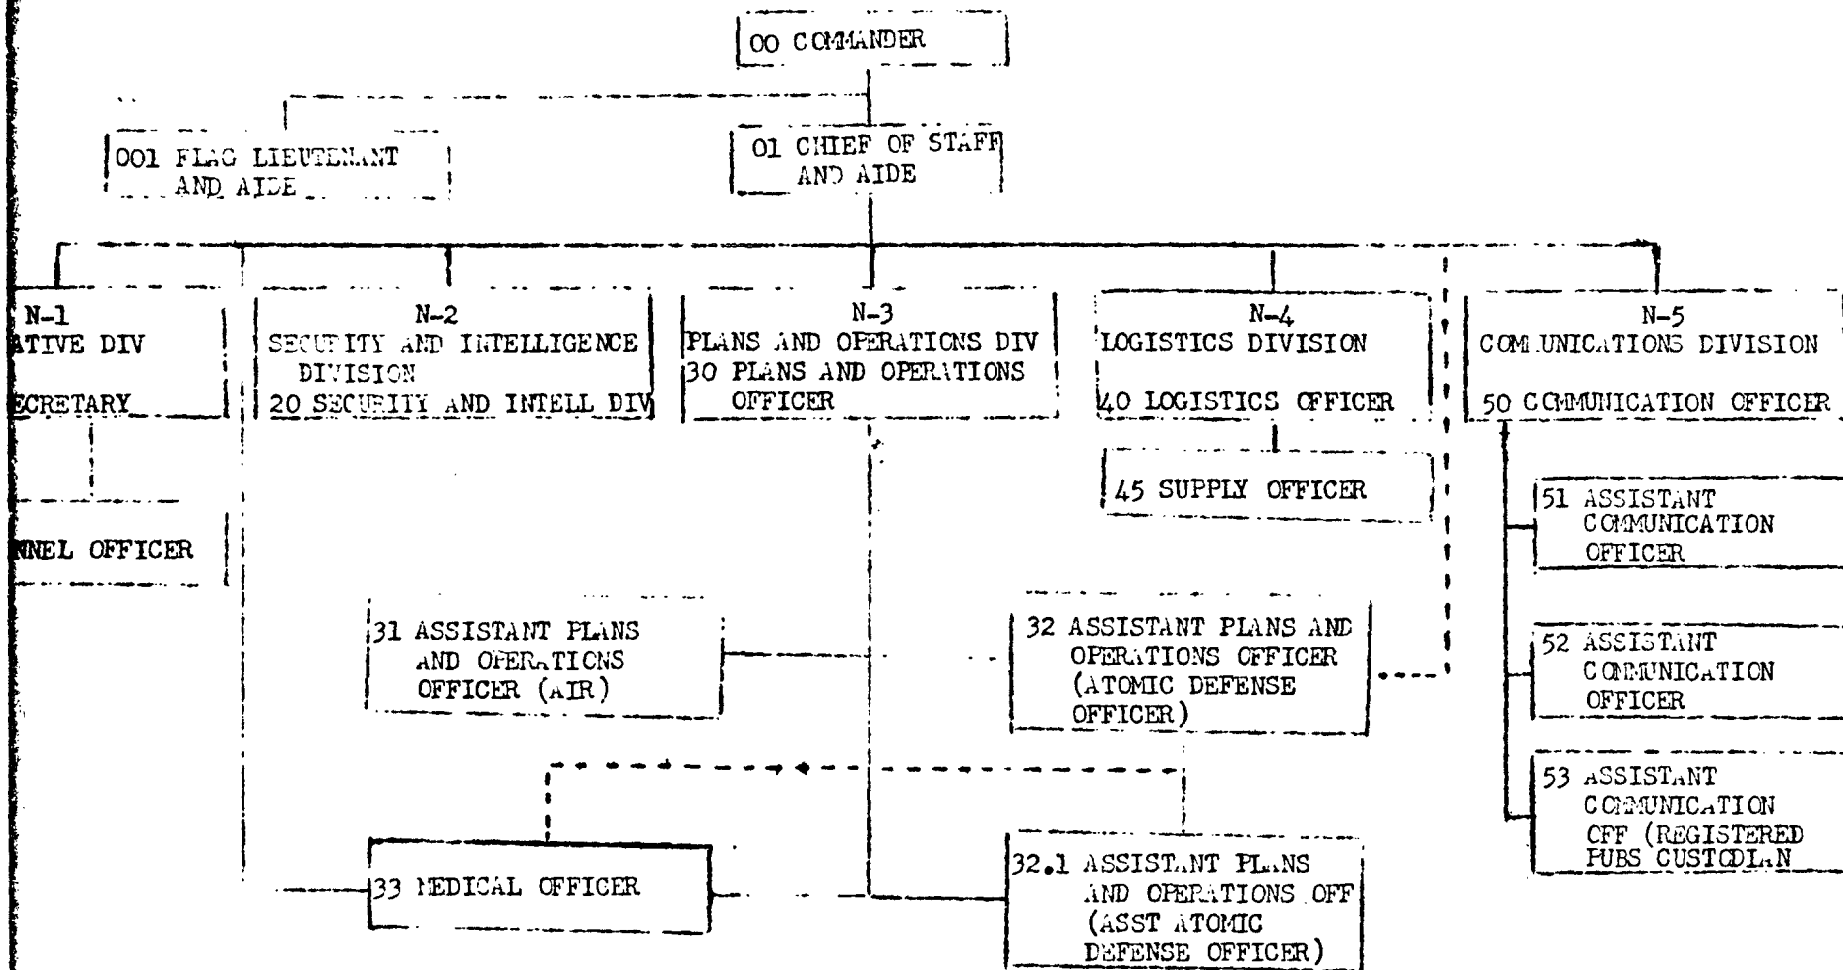 00 COMMANDER
001 FLAG LIEUTENANT
AND AIDE
01 CHIEF OF STAFF
AND AIDE
N-1
ATIVE DIV
ECRETARY
NNEL OFFICER
N-2
SECURITY AND INTELLIGENCE
DIVISION
20 SECURITY AND INTELL DIV
N-3
PLANS AND OPERATIONS DIV
30 PLANS AND OPERATIONS
OFFICER
N-4
LOGISTICS DIVISION
40 LOGISTICS OFFICER
45 SUPPLY OFFICER
N-5
COMMUNICATIONS DIVISION
50 COMMUNICATION OFFICER
51 ASSISTANT
COMMUNICATION
OFFICER
52 ASSISTANT
COMMUNICATION
OFFICER
53 ASSISTANT
COMMUNICATION
OFF (REGISTERED
PUBS CUSTODIAN
31 ASSISTANT PLANS
AND OPERATIONS
OFFICER (AIR)
32 ASSISTANT PLANS AND
OPERATIONS OFFICER
(ATOMIC DEFENSE
OFFICER)
33 MEDICAL OFFICER
32.1 ASSISTANT PLANS
AND OPERATIONS OFF
(ASST ATOMIC
DEFENSE OFFICER)